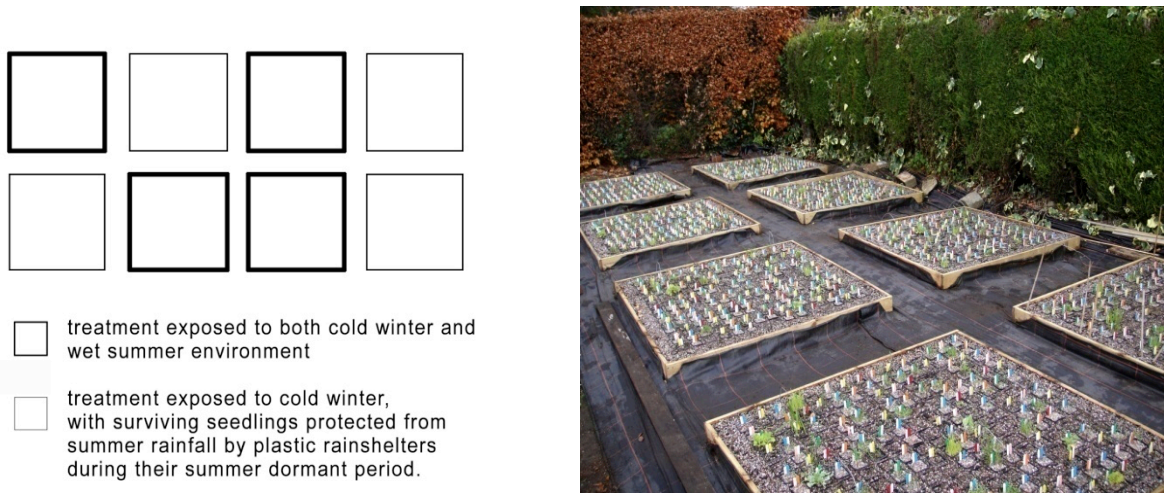 treatment exposed to both cold winter and
wet summer environment
treatment exposed to cold winter,
with surviving seedlings protected from
summer rainfall by plastic rainshelters
during their summer dormant period.